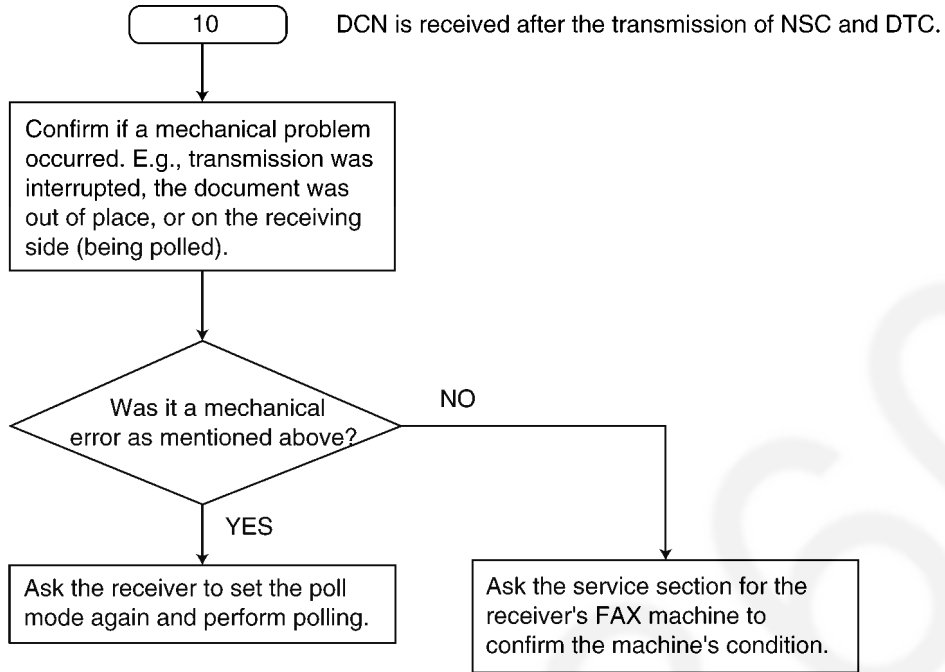 10
DCN is received after the transmission of NSC and DTC.
Confirm if a mechanical problem
occurred. E.g., transmission was
interrupted, the document was
out of place, or on the receiving
side (being polled).
Was it a mechanical
error as mentioned above?
NO
YES
Ask the receiver to set the poll
mode again and perform polling.
Ask the service section for the
receiver's FAX machine to
confirm the machine's condition.